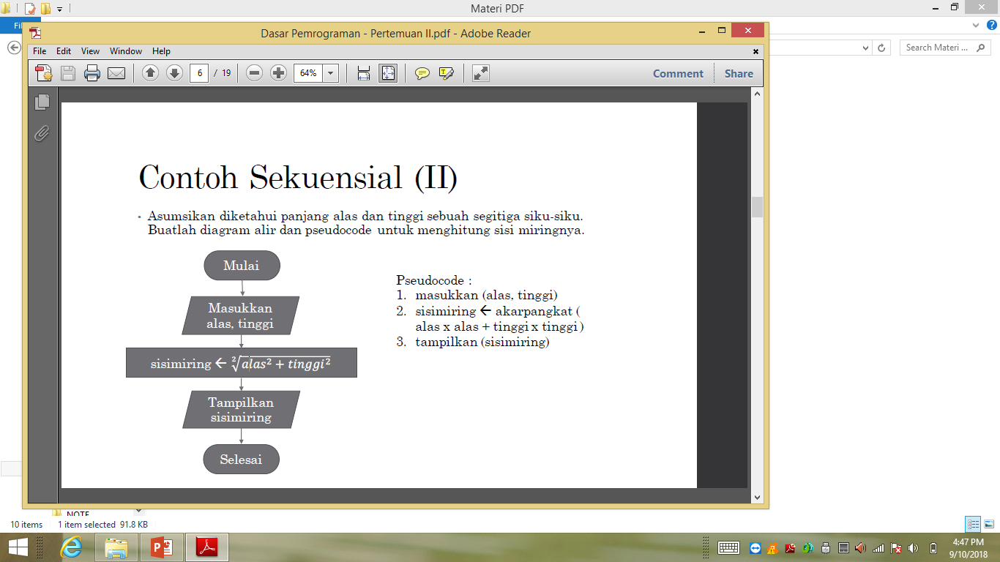 Materi PDF
Fi
Dasar Pemrograman - Pertemuan II.pdf - Adobe Reader
File Edit View Window Help
6 / 19 64% Comment Share
Search Materi ...
Contoh Sekuensial (II)
• Asumsikan diketahui panjang alas dan tinggi sebuah segitiga siku-siku.
Buatlah diagram alir dan pseudocode untuk menghitung sisi miringnya.
Mulai
Masukkan
alas, tinggi
sisimiring ← ²√(alas² + tinggi²)
Tampilkan
sisimiring
Selesai
Pseudocode :
1. masukkan (alas, tinggi)
2. sisimiring ← akarpangkat (
alas x alas + tinggi x tinggi )
3. tampilkan (sisimiring)
NOTE
10 items 1 item selected 91.8 KB
4:47 PM
9/10/2018